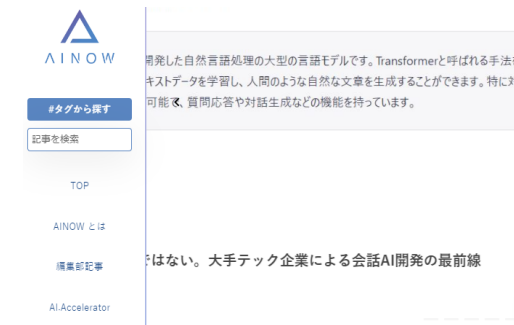 AINOW
#タグから探す
記事を検索
TOP
AINOW とは
編集部記事
AI.Accelerator
開発した自然言語処理の大型の言語モデルです。Transformerと呼ばれる手法
キストデータを学習し、人間のような自然な文章を生成することができます。特に
可能で、質問応答や対話生成などの機能を持っています。
ではない。大手テック企業による会話AI開発の最前線